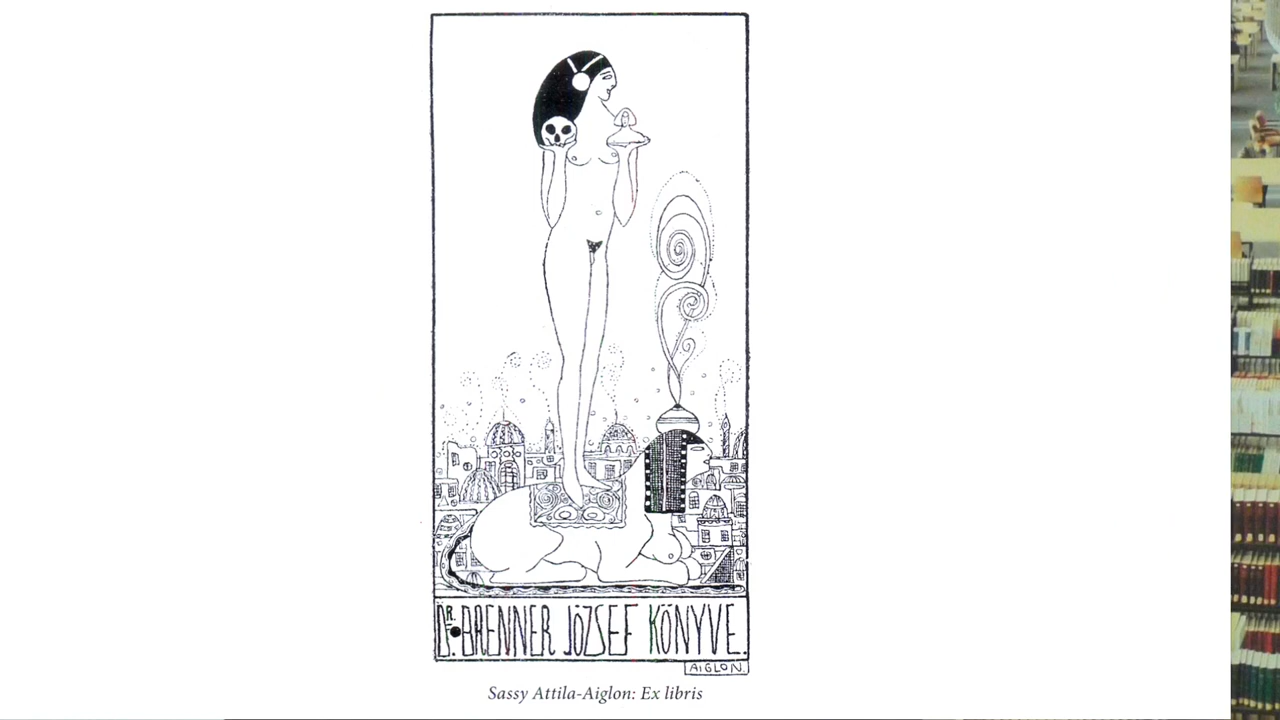 DR.
F. BRENNER JÓZSEF KÖNYVE.
AIGLON.
Sassy Attila-Aiglon: Ex libris